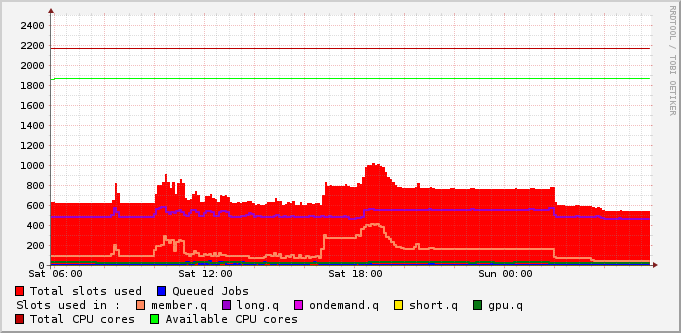 RRDTOOL / TOBI OETIKER
2400
2200
2000
1800
1600
1400
1200
1000
800
600
400
200
0
Sat 06:00 Sat 12:00 Sat 18:00 Sun 00:00
Total slots used Queued Jobs
Slots used in : member.q long.q ondemand.q short.q gpu.q
Total CPU cores Available CPU cores